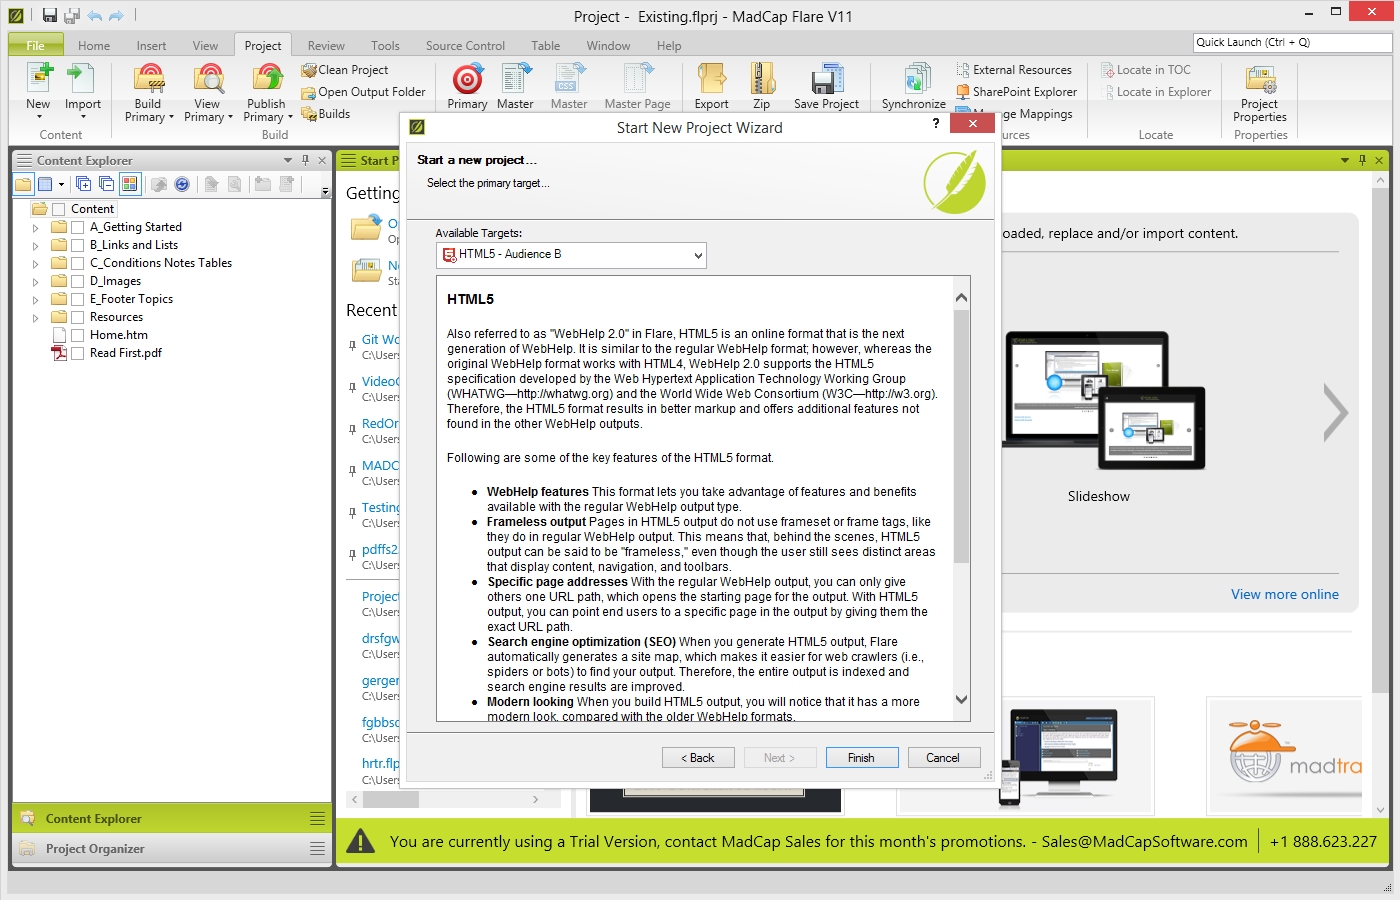 Project - Existing.flprj - MadCap Flare V11
File Home Insert View Project Review Tools Source Control Table Window Help
Quick Launch (Ctrl + Q)
New
Import
Content
Build Primary
View Primary
Publish Primary
Clean Project
Open Output Folder
Builds
Build
Primary
Master
Master
Master Page
Export
Zip
Save Project
Synchronize
External Resources
SharePoint Explorer
Mappings
Locate in TOC
Locate in Explorer
Locate
Project Properties
Properties
Content Explorer
Content
A_Getting Started
B_Links and Lists
C_Conditions Notes Tables
D_Images
E_Footer Topics
Resources
Home.htm
Read First.pdf
Content Explorer
Project Organizer
Start P
Getting
Recent
Git Wo
C:\Users
Video
C:\Users
RedOr
C:\Users
MADC
C:\Users
Testing
C:\Users
pdffs2
C:\Users
Project
C:\Users
drsfgw
C:\Users
gerger
C:\Users
fgbbsc
C:\Users
hrtr.flp
C:\Users
Start New Project Wizard
?
Start a new project...
Select the primary target...
Available Targets:
HTML5 - Audience B
HTML5
Also referred to as "WebHelp 2.0" in Flare, HTML5 is an online format that is the next
generation of WebHelp. It is similar to the regular WebHelp format; however, whereas the
original WebHelp format works with HTML4, WebHelp 2.0 supports the HTML5
specification developed by the Web Hypertext Application Technology Working Group
(WHATWG—http://whatwg.org) and the World Wide Web Consortium (W3C—http://w3.org).
Therefore, the HTML5 format results in better markup and offers additional features not
found in the other WebHelp outputs.
Following are some of the key features of the HTML5 format.
• WebHelp features This format lets you take advantage of features and benefits
available with the regular WebHelp output type.
• Frameless output Pages in HTML5 output do not use frameset or frame tags, like
they do in regular WebHelp output. This means that, behind the scenes, HTML5
output can be said to be "frameless," even though the user still sees distinct areas
that display content, navigation, and toolbars.
• Specific page addresses With the regular WebHelp output, you can only give
others one URL path, which opens the starting page for the output. With HTML5
output, you can point end users to a specific page in the output by giving them the
exact URL path.
• Search engine optimization (SEO) When you generate HTML5 output, Flare
automatically generates a site map, which makes it easier for web crawlers (i.e.,
spiders or bots) to find your output. Therefore, the entire output is indexed and
search engine results are improved.
• Modern looking When you build HTML5 output, you will notice that it has a more
modern look, compared with the older WebHelp formats.
< Back
Next >
Finish
Cancel
oaded, replace and/or import content.
Slideshow
View more online
madtra
You are currently using a Trial Version, contact MadCap Sales for this month's promotions. - Sales@MadCapSoftware.com
+1 888.623.227